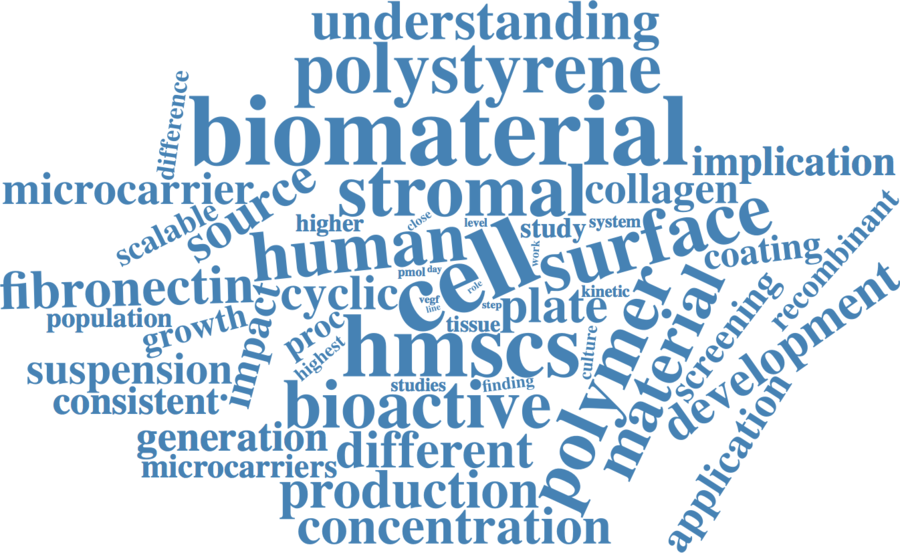 understanding
polystyrene
difference
biomaterial
implication
microcarrier
source
stromal
collagen
scalable
higher
close
level
study
system
surface
recombinant
human
cell
work
coating
fibronectin
cyclic
pmol
day
role
kinetic
population
growth
impact
proc
vegf
line
step
plate
tissue
polymer
material
screening
development
highest
hmscs
culture
suspension
studies
finding
consistent
bioactive
application
generation
different
microcarriers
production
concentration